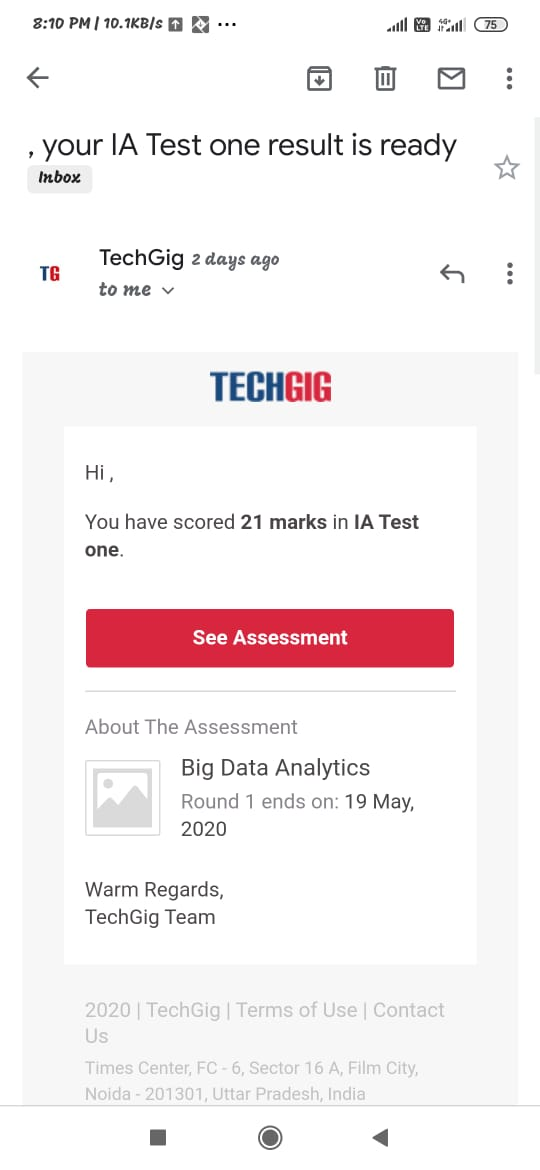 8:10 PM | 10.1KB/s ...
Vo LTE 4G+ 75
, your IA Test one result is ready
Inbox
TG
TechGig 2 days ago
to me
TECHGIG
Hi ,
You have scored 21 marks in IA Test
one.
See Assessment
About The Assessment
Big Data Analytics
Round 1 ends on: 19 May,
2020
Warm Regards,
TechGig Team
2020 | TechGig | Terms of Use | Contact
Us
Times Center, FC - 6, Sector 16 A, Film City,
Noida - 201301, Uttar Pradesh, India